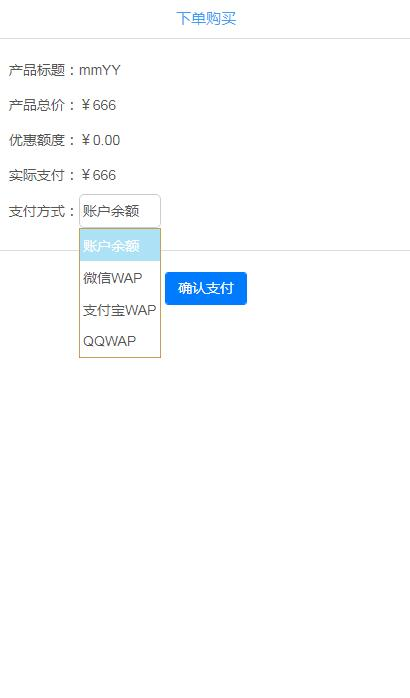 下单购买
产品标题：mmYY
产品总价：￥666
优惠额度：￥0.00
实际支付：￥666
支付方式：账户余额
账户余额
微信WAP
支付宝WAP
QQWAP
确认支付